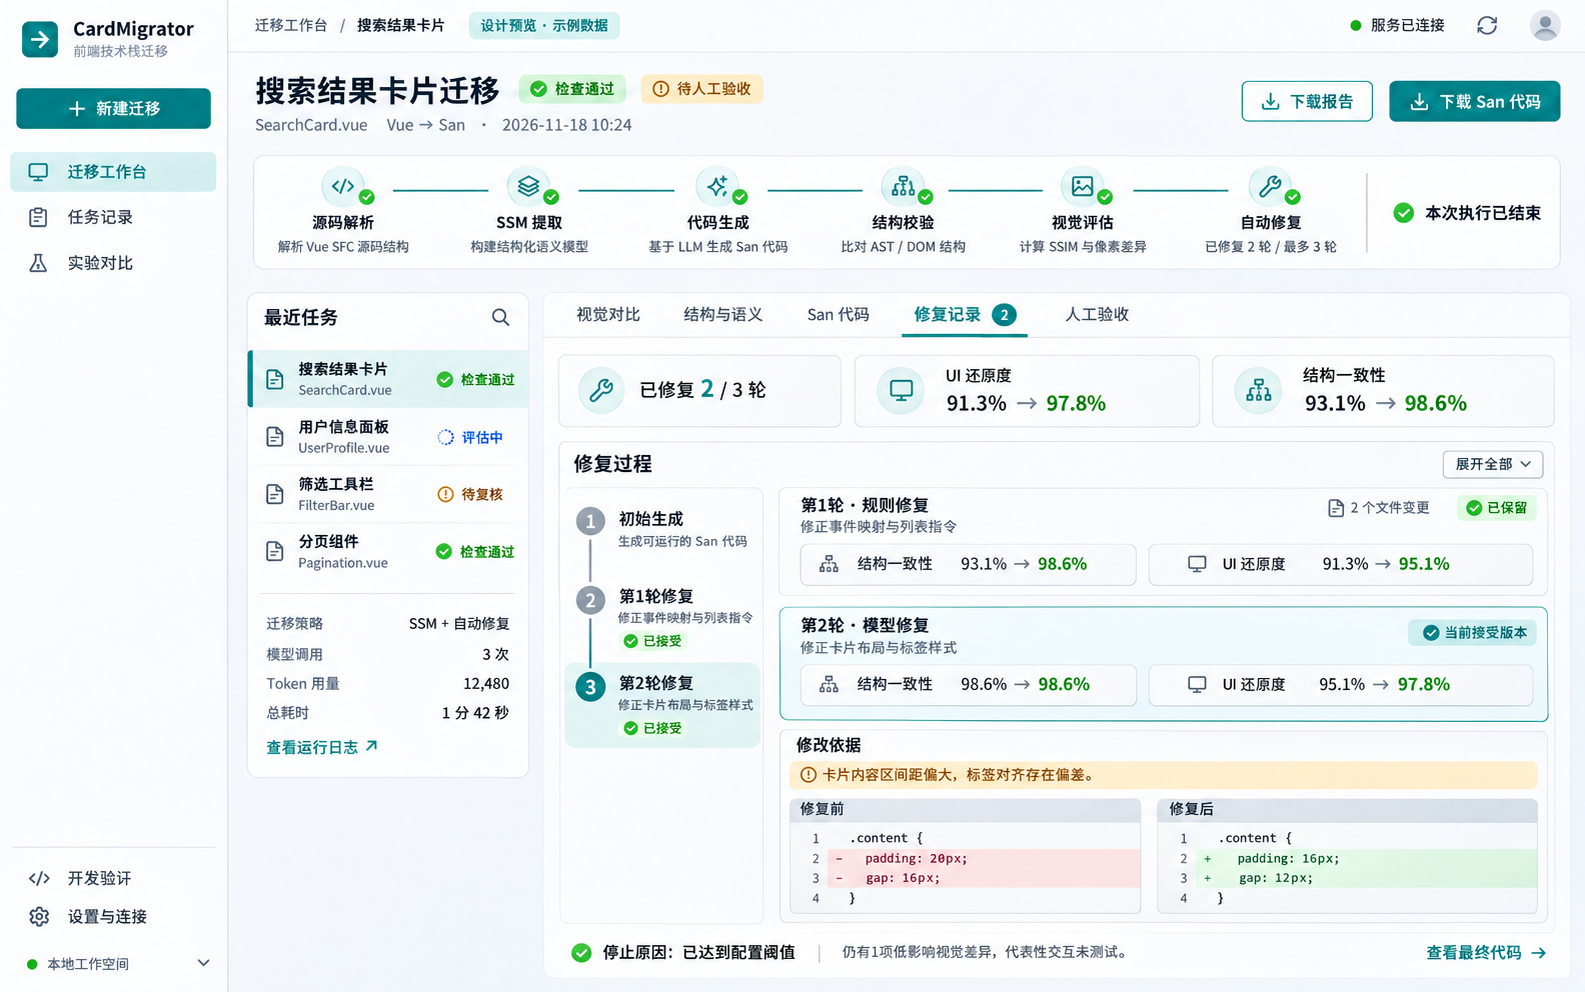 CardMigrator
前端技术栈迁移
新建迁移
迁移工作台
任务记录
实验对比
开发验讦
设置与连接
本地工作空间
迁移工作台 / 搜索结果卡片
设计预览 · 示例数据
服务已连接
搜索结果卡片迁移
检查通过
待人工验收
SearchCard.vue Vue → San · 2026-11-18 10:24
下载报告
下载 San 代码
源码解析
解析 Vue SFC 源码结构
SSM 提取
构建结构化语义模型
代码生成
基于 LLM 生成 San 代码
结构校验
比对 AST / DOM 结构
视觉评估
计算 SSIM 与像素差异
自动修复
已修复 2 轮 / 最多 3 轮
本次执行已结束
最近任务
搜索结果卡片
SearchCard.vue
检查通过
用户信息面板
UserProfile.vue
评估中
筛选工具栏
FilterBar.vue
待复核
分页组件
Pagination.vue
检查通过
迁移策略 SSM + 自动修复
模型调用 3 次
Token 用量 12,480
总耗时 1 分 42 秒
查看运行日志
视觉对比
结构与语义
San 代码
修复记录 2
人工验收
已修复 2 / 3 轮
UI 还原度
91.3% → 97.8%
结构一致性
93.1% → 98.6%
修复过程
展开全部
1 初始生成
生成可运行的 San 代码
2 第1轮修复
修正事件映射与列表指令
已接受
3 第2轮修复
修正卡片布局与标签样式
已接受
第1轮 · 规则修复
修正事件映射与列表指令
2 个文件变更
已保留
结构一致性 93.1% → 98.6%
UI 还原度 91.3% → 95.1%
第2轮 · 模型修复
修正卡片布局与标签样式
当前接受版本
结构一致性 98.6% → 98.6%
UI 还原度 95.1% → 97.8%
修改依据
卡片内容区间距偏大，标签对齐存在偏差。
修复前
1 .content {
2 - padding: 20px;
3 - gap: 16px;
4 }
修复后
1 .content {
2 + padding: 16px;
3 + gap: 12px;
4 }
停止原因：已达到配置阈值
仍有1项低影响视觉差异，代表性交互未测试。
查看最终代码 →